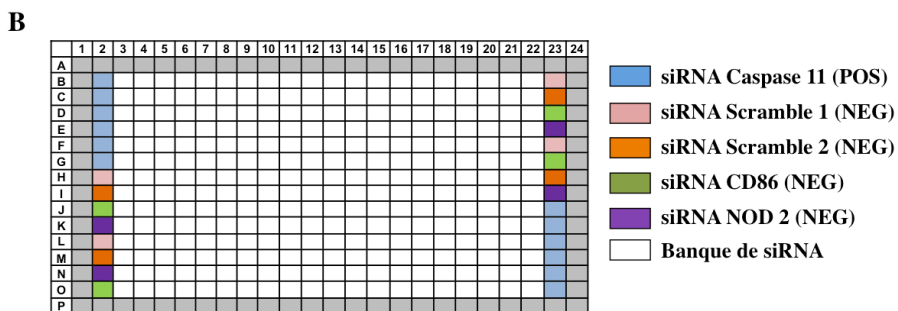 B
1 2 3 4 5 6 7 8 9 10 11 12 13 14 15 16 17 18 19 20 21 22 23 24
A
B
C
D
E
F
G
H
I
J
K
L
M
N
O
P
siRNA Caspase 11 (POS)
siRNA Scramble 1 (NEG)
siRNA Scramble 2 (NEG)
siRNA CD86 (NEG)
siRNA NOD 2 (NEG)
Banque de siRNA